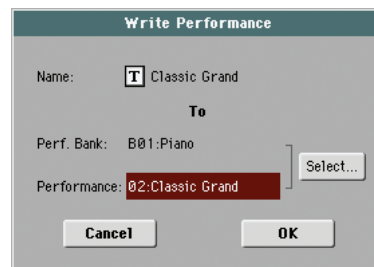 Write Performance
Name: T Classic Grand
To
Perf. Bank: B01:Piano
Select...
Performance: 02:Classic Grand
Cancel OK